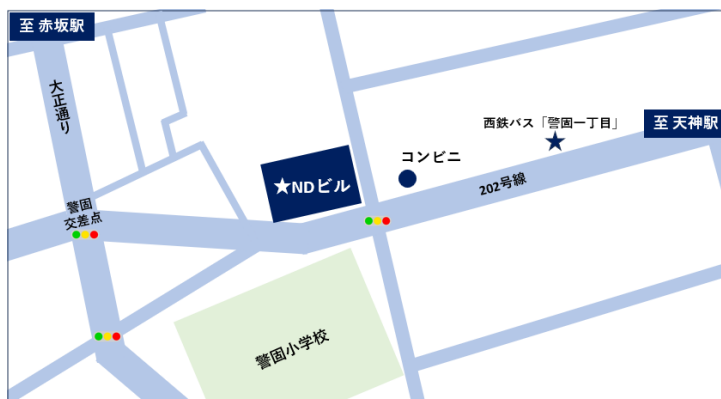 至 赤坂駅
大正通り
西鉄バス「警固一丁目」
至 天神駅
コンビニ
★NDビル
202号線
警固
交差点
警固小学校